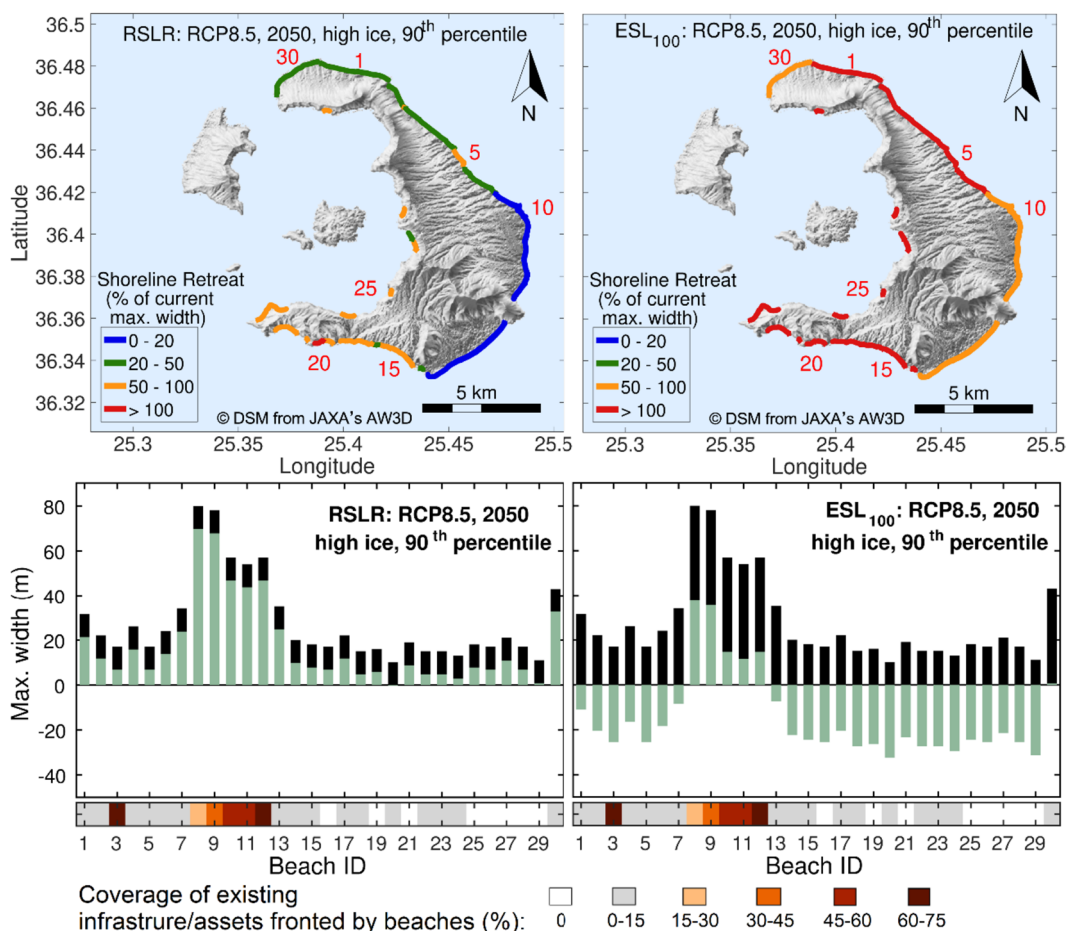 RSLR: RCP8.5, 2050, high ice, 90th percentile
36.5
36.48
36.46
36.44
36.42
36.4
36.38
36.36
36.34
36.32
Latitude
30
1
5
10
15
20
25
N
Shoreline Retreat
(% of current
max. width)
0 - 20
20 - 50
50 - 100
> 100
5 km
© DSM from JAXA's AW3D
25.3
25.35
25.4
25.45
25.5
Longitude
ESL100: RCP8.5, 2050, high ice, 90th percentile
30
1
5
10
15
20
25
N
Shoreline Retreat
(% of current
max. width)
0 - 20
20 - 50
50 - 100
> 100
5 km
© DSM from JAXA's AW3D
25.3
25.35
25.4
25.45
25.5
Longitude
RSLR: RCP8.5, 2050
high ice, 90 th percentile
Max. width (m)
80
60
40
20
0
-20
-40
1 3 5 7 9 11 13 15 17 19 21 23 25 27 29
Beach ID
ESL100: RCP8.5, 2050
high ice, 90 th percentile
1 3 5 7 9 11 13 15 17 19 21 23 25 27 29
Beach ID
Coverage of existing
infrastrure/assets fronted by beaches (%):
0 0-15 15-30 30-45 45-60 60-75